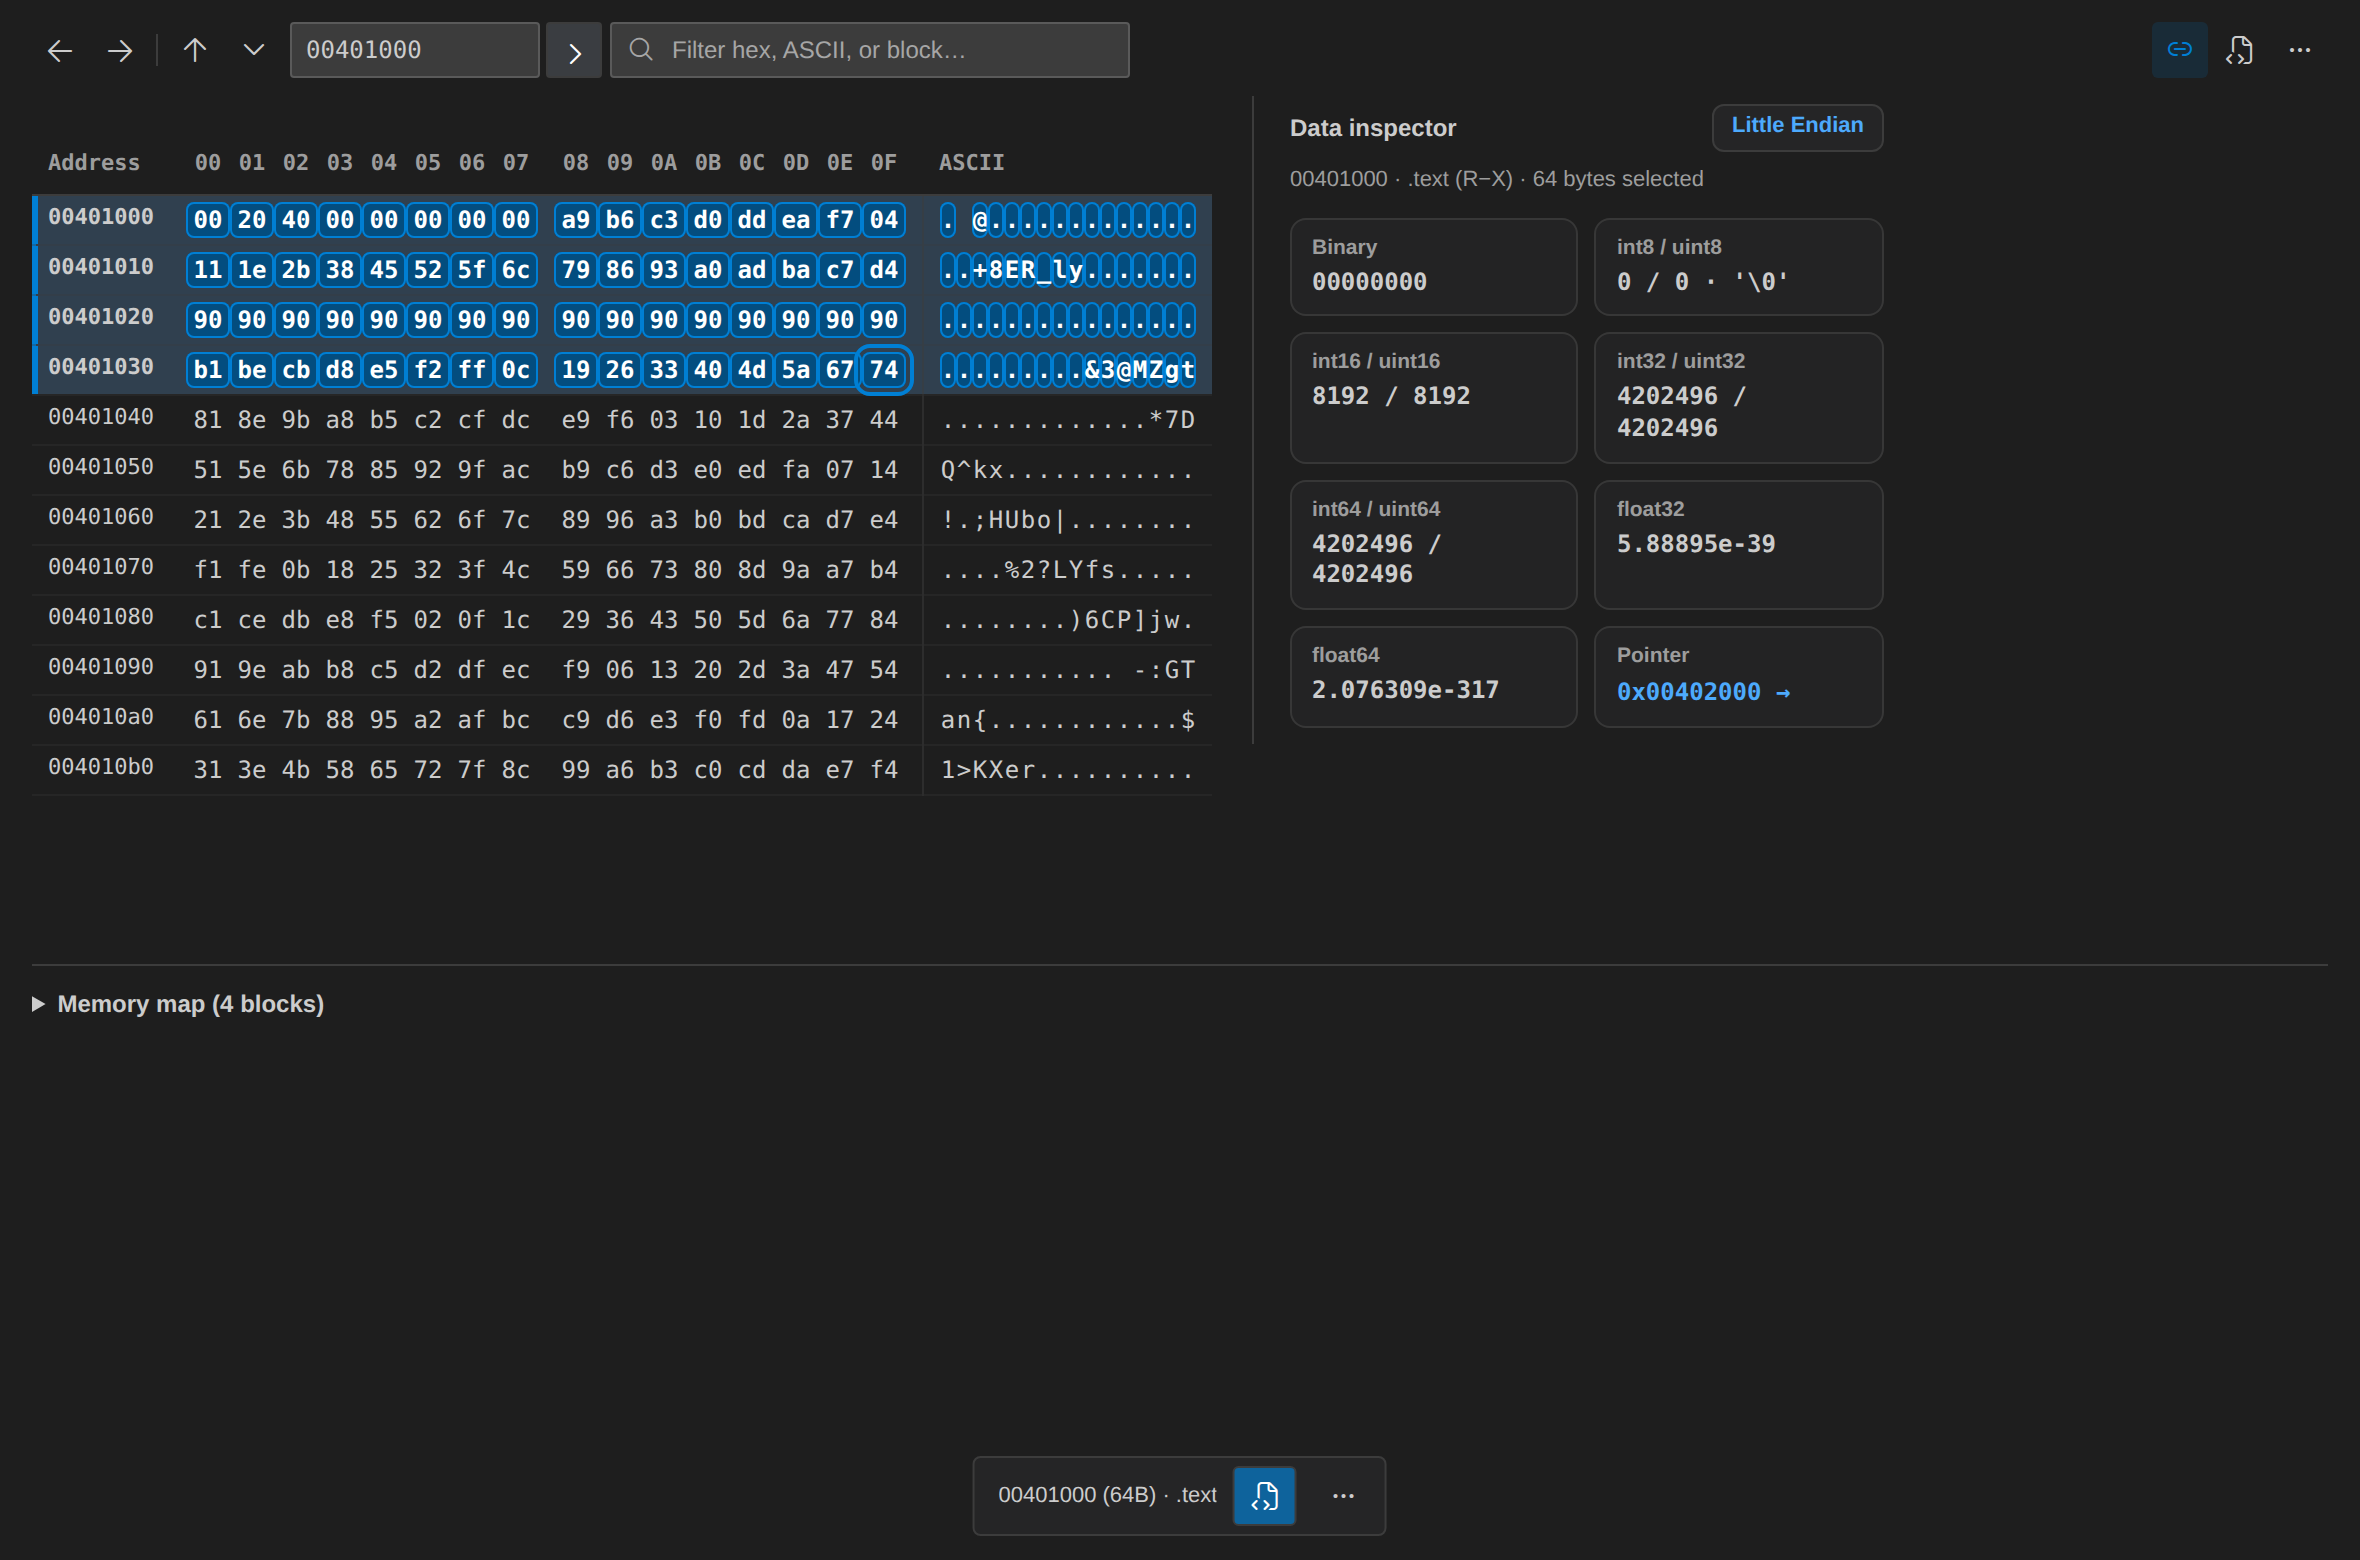 00401000
Filter hex, ASCII, or block…
Address 00 01 02 03 04 05 06 07 08 09 0A 0B 0C 0D 0E 0F ASCII
00401000 00 20 40 00 00 00 00 00 a9 b6 c3 d0 dd ea f7 04 . @.............
00401010 11 1e 2b 38 45 52 5f 6c 79 86 93 a0 ad ba c7 d4 ..+8ER_ly.......
00401020 90 90 90 90 90 90 90 90 90 90 90 90 90 90 90 90 ................
00401030 b1 be cb d8 e5 f2 ff 0c 19 26 33 40 4d 5a 67 74 .........&3@MZgt
00401040 81 8e 9b a8 b5 c2 cf dc e9 f6 03 10 1d 2a 37 44 .............*7D
00401050 51 5e 6b 78 85 92 9f ac b9 c6 d3 e0 ed fa 07 14 Q^kx............
00401060 21 2e 3b 48 55 62 6f 7c 89 96 a3 b0 bd ca d7 e4 !.;HUbo|........
00401070 f1 fe 0b 18 25 32 3f 4c 59 66 73 80 8d 9a a7 b4 ....%2?LYfs.....
00401080 c1 ce db e8 f5 02 0f 1c 29 36 43 50 5d 6a 77 84 ........)6CP]jw.
00401090 91 9e ab b8 c5 d2 df ec f9 06 13 20 2d 3a 47 54 ........... -:GT
004010a0 61 6e 7b 88 95 a2 af bc c9 d6 e3 f0 fd 0a 17 24 an{............$
004010b0 31 3e 4b 58 65 72 7f 8c 99 a6 b3 c0 cd da e7 f4 1>KXer..........
Data inspector
Little Endian
00401000 · .text (R−X) · 64 bytes selected
Binary
00000000
int8 / uint8
0 / 0 · '\0'
int16 / uint16
8192 / 8192
int32 / uint32
4202496 /
4202496
int64 / uint64
4202496 /
4202496
float32
5.88895e-39
float64
2.076309e-317
Pointer
0x00402000 →
Memory map (4 blocks)
00401000 (64B) · .text